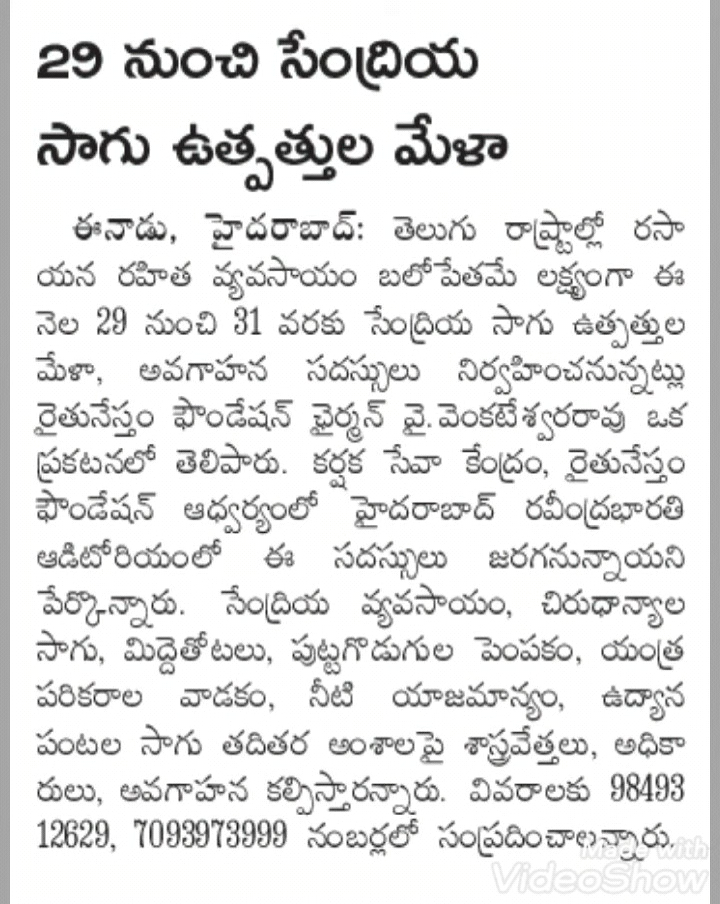 29 నుంచి సేంద్రియ
సాగు ఉత్పత్తుల మేళా
ఈనాడు, హైదరాబాద్: తెలుగు రాష్ట్రాల్లో రసా
యన రహిత వ్యవసాయం బలోపేతమే లక్ష్యంగా ఈ
నెల 29 నుంచి 31 వరకు సేంద్రియ సాగు ఉత్పత్తుల
మేళా, అవగాహన సదస్సులు నిర్వహించనున్నట్లు
రైతునేస్తం ఫౌండేషన్ ఛైర్మన్ వై.వెంకటేశ్వరరావు ఒక
ప్రకటనలో తెలిపారు. కర్షక సేవా కేంద్రం, రైతునేస్తం
ఫౌండేషన్ ఆధ్వర్యంలో హైదరాబాద్ రవీంద్రభారతి
ఆడిటోరియంలో ఈ సదస్సులు జరగనున్నాయని
పేర్కొన్నారు. సేంద్రియ వ్యవసాయం, చిరుధాన్యాల
సాగు, మిద్దెతోటలు, పుట్టగొడుగుల పెంపకం, యంత్ర
పరికరాల వాడకం, నీటి యాజమాన్యం, ఉద్యాన
పంటల సాగు తదితర అంశాలపై శాస్త్రవేత్తలు, అధికా
రులు, అవగాహన కల్పిస్తారన్నారు. వివరాలకు 98493
12629, 7093973999 నంబర్లలో సంప్రదించాలన్నారు.
Made with
VideoShow